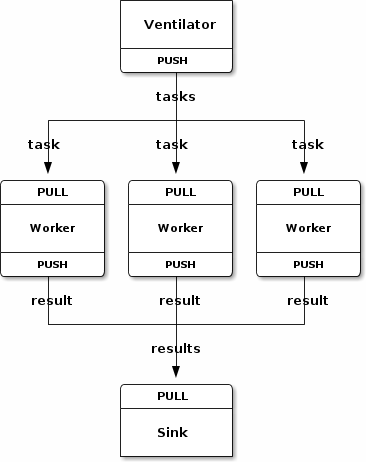 Ventilator
PUSH
tasks
task task task
PULL PULL PULL
Worker Worker Worker
PUSH PUSH PUSH
result result result
results
PULL
Sink